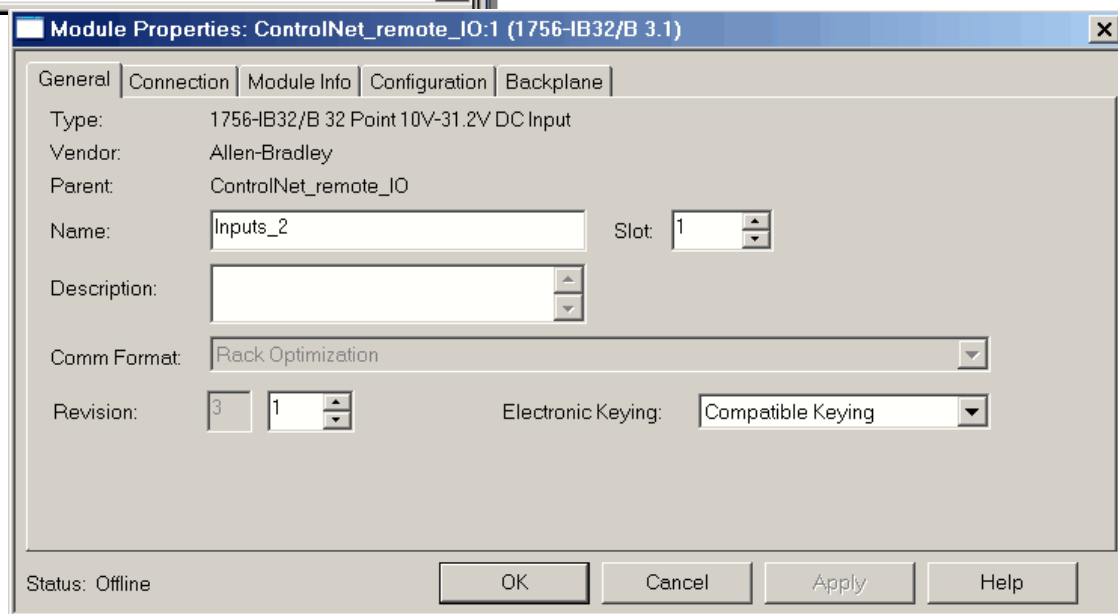 Module Properties: ControlNet_remote_IO:1 (1756-IB32/B 3.1)
General Connection Module Info Configuration Backplane
Type: 1756-IB32/B 32 Point 10V-31.2V DC Input
Vendor: Allen-Bradley
Parent: ControlNet_remote_IO
Name: Inputs_2 Slot: 1
Description:
Comm Format: Rack Optimization
Revision: 3 1 Electronic Keying: Compatible Keying
Status: Offline OK Cancel Apply Help